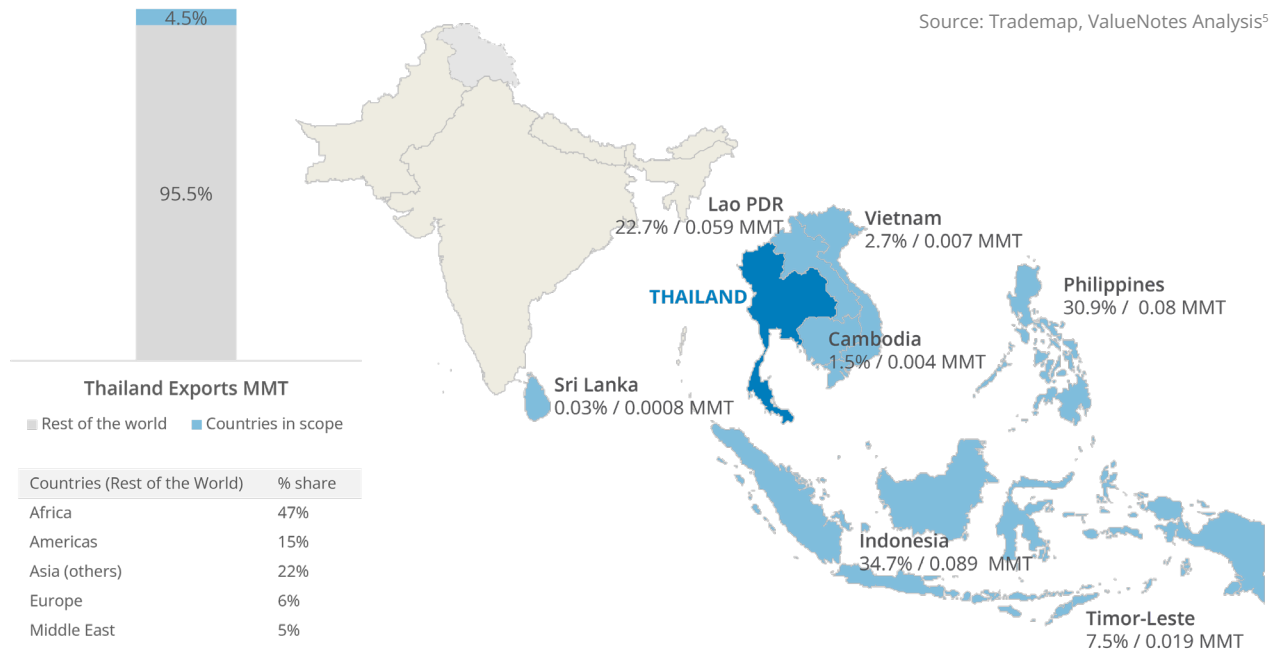 4.5%
95.5%
Thailand Exports MMT
Rest of the world
Countries in scope
Countries (Rest of the World) % share
Africa 47%
Americas 15%
Asia (others) 22%
Europe 6%
Middle East 5%
Source: Trademap, ValueNotes Analysis⁵
Lao PDR
22.7% / 0.059 MMT
Vietnam
2.7% / 0.007 MMT
THAILAND
Philippines
30.9% / 0.08 MMT
Cambodia
1.5% / 0.004 MMT
Sri Lanka
0.03% / 0.0008 MMT
Indonesia
34.7% / 0.089 MMT
Timor-Leste
7.5% / 0.019 MMT